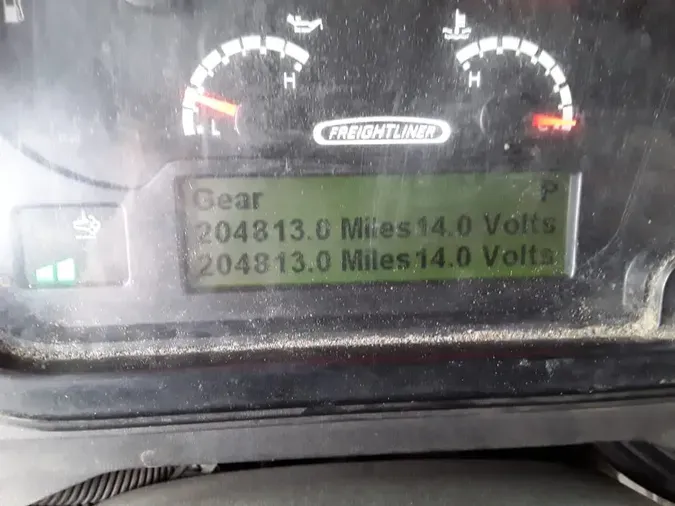 H
H
L
C
FREIGHTLINER
Gear P
204813.0 Miles14.0 Volts
204813.0 Miles14.0 Volts